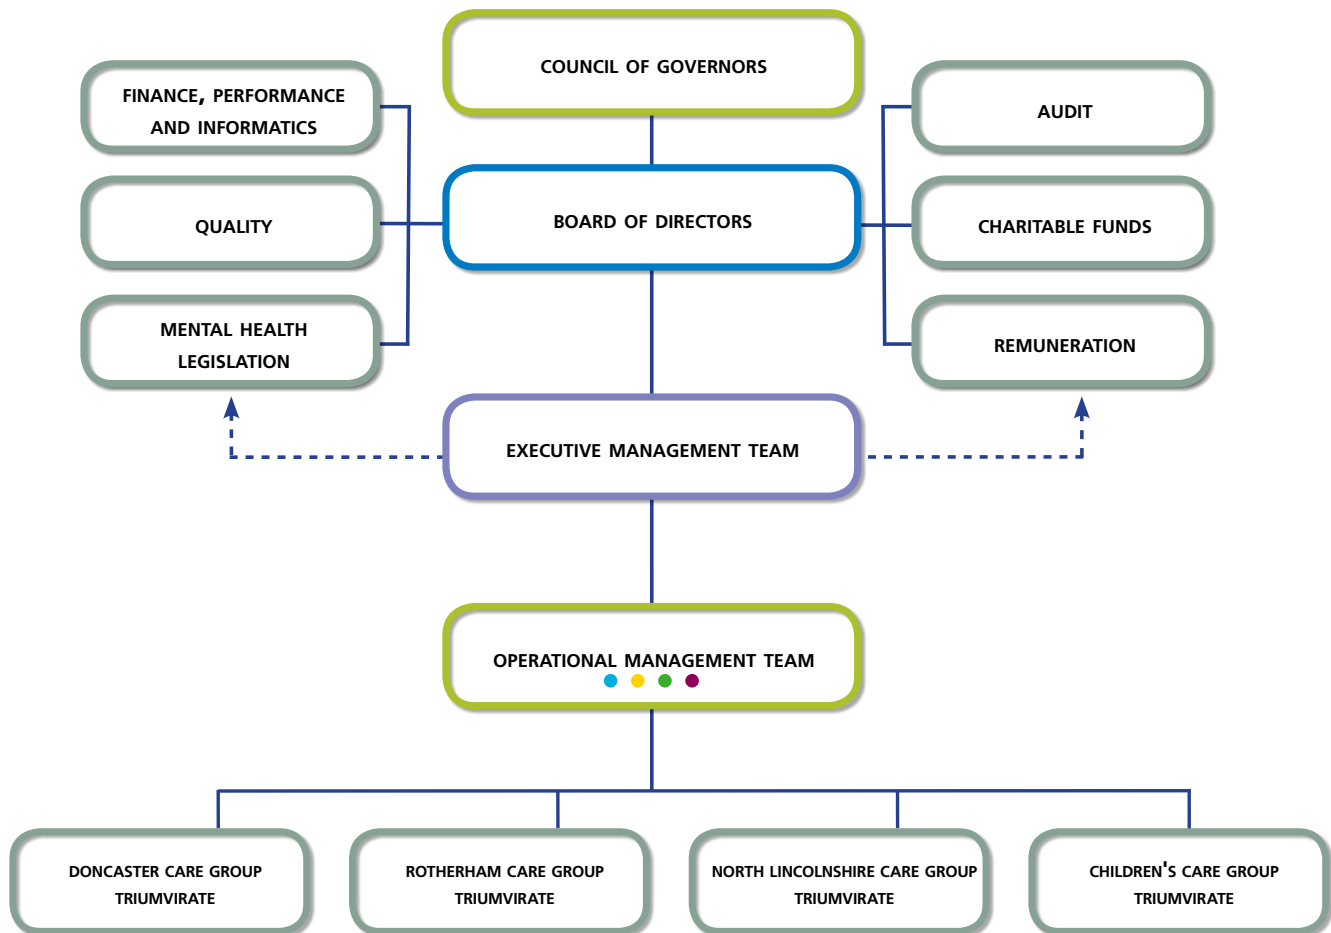 COUNCIL OF GOVERNORS
FINANCE, PERFORMANCE
AND INFORMATICS
AUDIT
BOARD OF DIRECTORS
QUALITY
CHARITABLE FUNDS
MENTAL HEALTH
LEGISLATION
REMUNERATION
EXECUTIVE MANAGEMENT TEAM
OPERATIONAL MANAGEMENT TEAM
DONCASTER CARE GROUP
TRIUMVIRATE
ROTHERHAM CARE GROUP
TRIUMVIRATE
NORTH LINCOLNSHIRE CARE GROUP
TRIUMVIRATE
CHILDREN'S CARE GROUP
TRIUMVIRATE